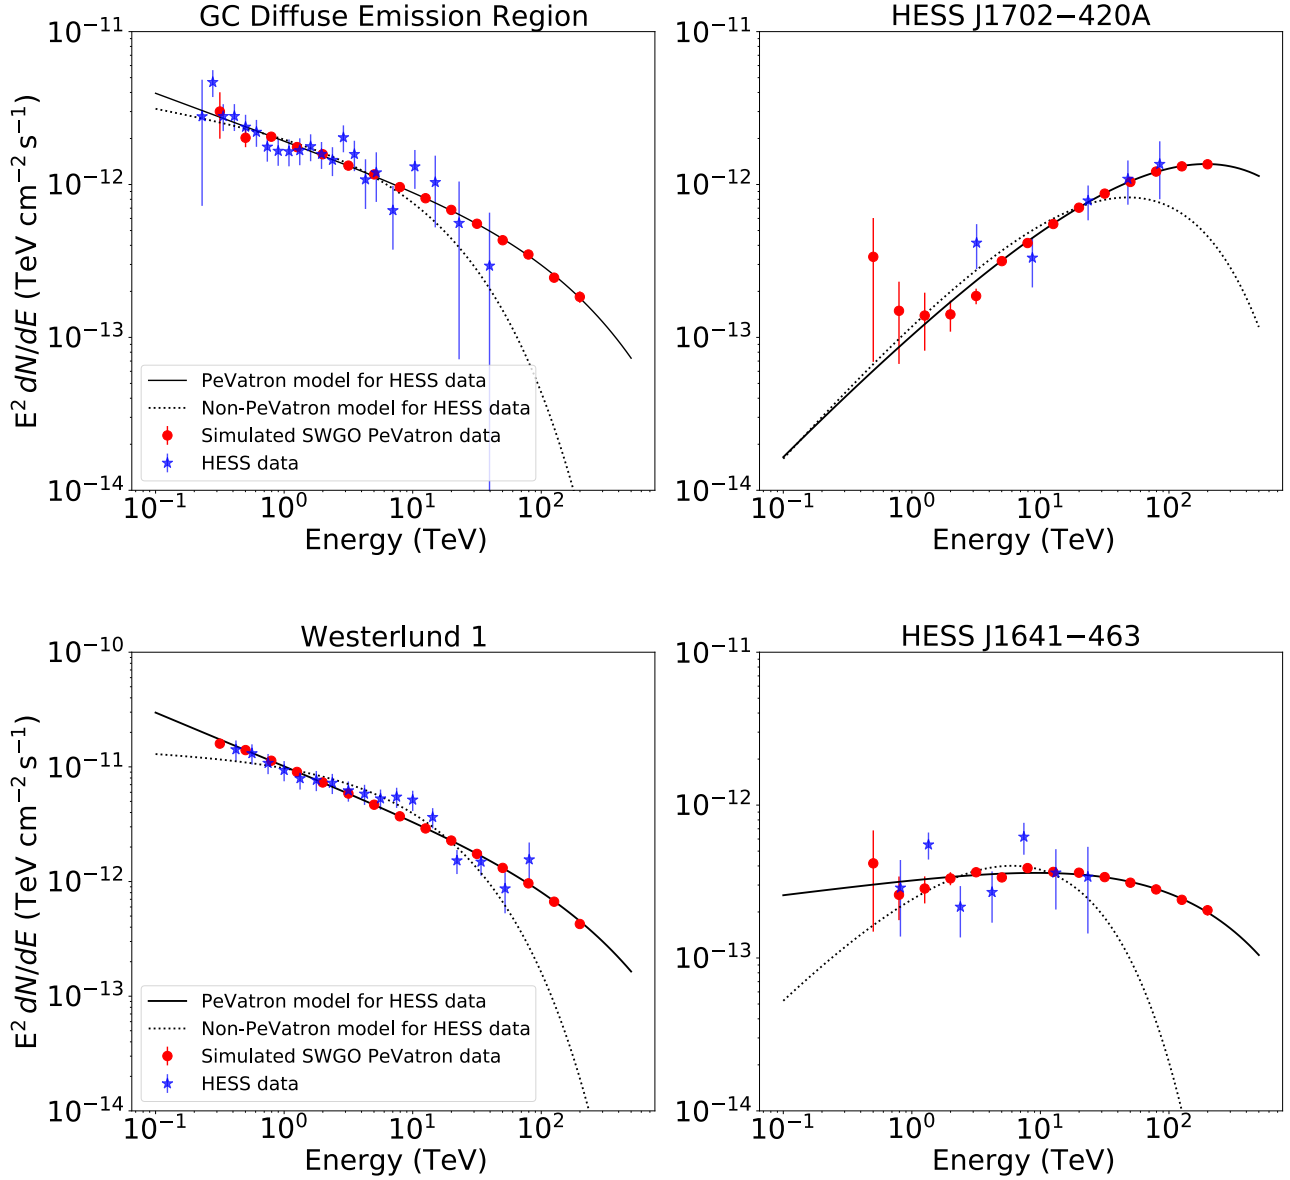 GC Diffuse Emission Region
10⁻¹¹
10⁻¹²
10⁻¹³
10⁻¹⁴
E² dN/dE (TeV cm⁻² s⁻¹)
PeVatron model for HESS data
Non-PeVatron model for HESS data
Simulated SWGO PeVatron data
HESS data
10⁻¹ 10⁰ 10¹ 10²
Energy (TeV)
HESS J1702−420A
10⁻¹¹
10⁻¹²
10⁻¹³
10⁻¹⁴
10⁻¹ 10⁰ 10¹ 10²
Energy (TeV)
Westerlund 1
10⁻¹⁰
10⁻¹¹
10⁻¹²
10⁻¹³
10⁻¹⁴
E² dN/dE (TeV cm⁻² s⁻¹)
PeVatron model for HESS data
Non-PeVatron model for HESS data
Simulated SWGO PeVatron data
HESS data
10⁻¹ 10⁰ 10¹ 10²
Energy (TeV)
HESS J1641−463
10⁻¹¹
10⁻¹²
10⁻¹³
10⁻¹⁴
10⁻¹ 10⁰ 10¹ 10²
Energy (TeV)